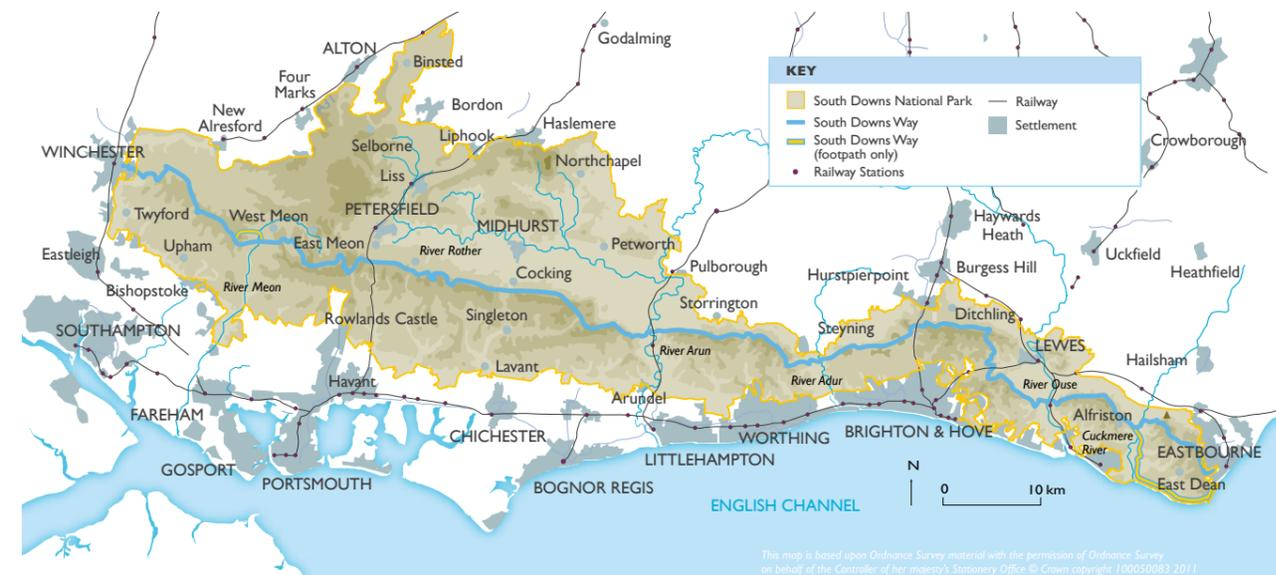 Godalming
ALTON
Binsted
Four
Marks
Bordon
New
Alresford
Haslemere
Liphook
WINCHESTER
Selborne
Northchapel
Liss
PETERSFIELD
Twyford
West Meon
MIDHURST
East Meon
Petworth
Upham
River Rother
Eastleigh
Cocking
Pulborough
Bishopstoke
River Meon
Storrington
Rowlands Castle
Singleton
SOUTHAMPTON
River Arun
Lavant
Havant
Arundel
FAREHAM
CHICHESTER
WORTHING
LITTLEHAMPTON
GOSPORT
PORTSMOUTH
BOGNOR REGIS
KEY
South Downs National Park
South Downs Way
South Downs Way
(footpath only)
Railway Stations
Railway
Settlement
Crowborough
Haywards
Heath
Uckfield
Hurstpierpoint
Burgess Hill
Heathfield
Ditchling
Steyning
LEWES
Hailsham
River Adur
River Ouse
Alfriston
BRIGHTON & HOVE
Cuckmere
River
EASTBOURNE
East Dean
N
0 10 km
ENGLISH CHANNEL
This map is based upon Ordnance Survey material with the permission of Ordnance Survey
on behalf of the Controller of her majesty's Stationery Office © Crown copyright 100050083 2011